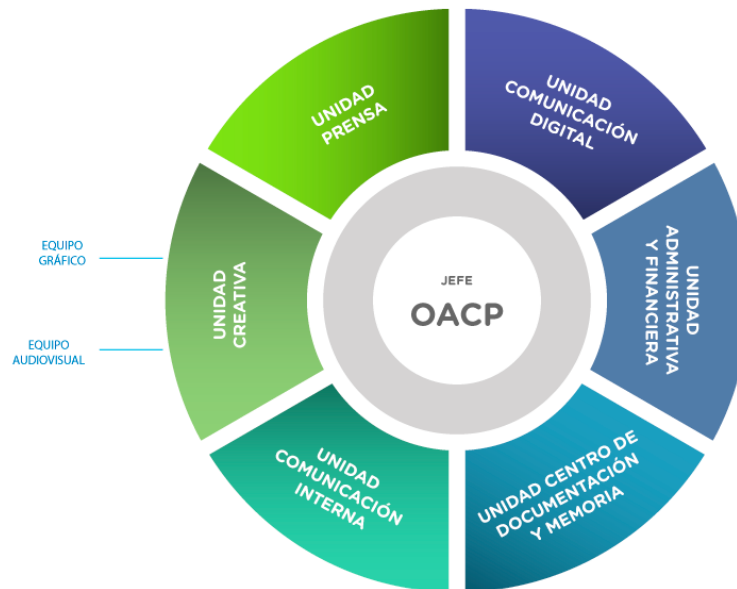 UNIDAD
PRENSA
UNIDAD
COMUNICACIÓN
DIGITAL
EQUIPO
GRÁFICO
EQUIPO
AUDIOVISUAL
UNIDAD
CREATIVA
JEFE
OACP
UNIDAD
ADMINISTRATIVA
Y FINANCIERA
UNIDAD
COMUNICACIÓN
INTERNA
UNIDAD CENTRO DE
DOCUMENTACIÓN
Y MEMORIA